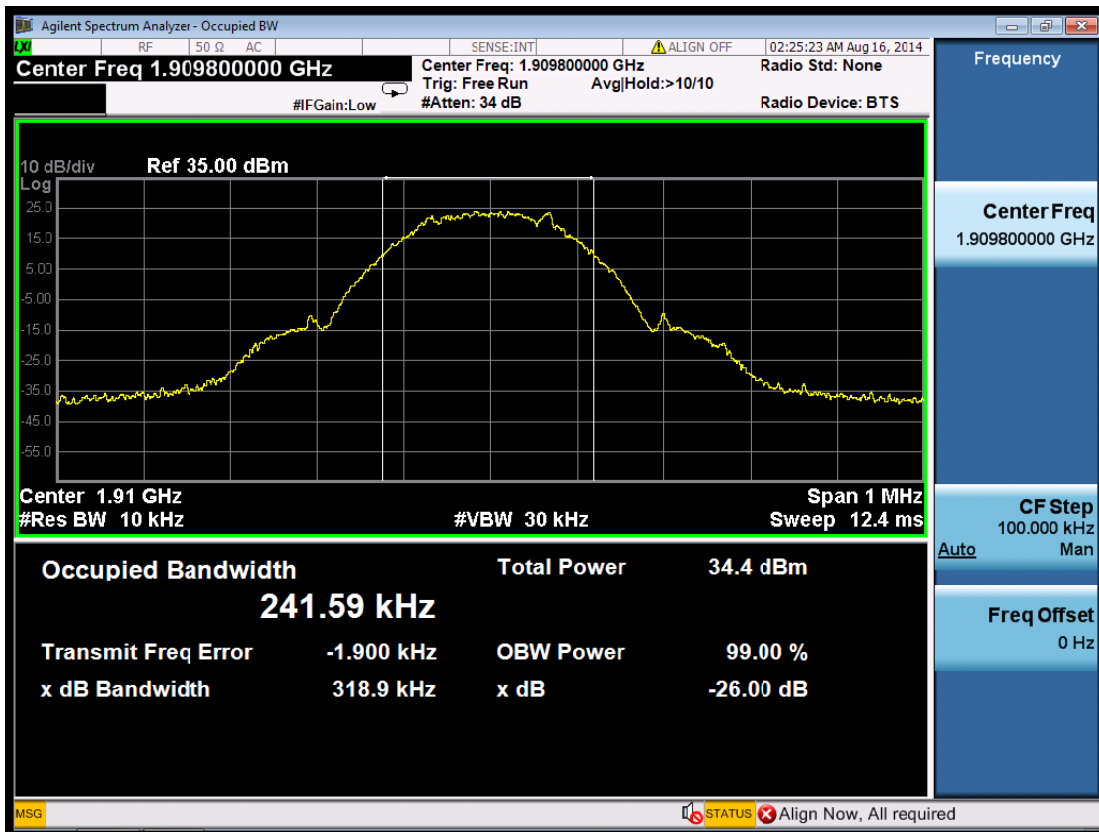 Agilent Spectrum Analyzer - Occupied BW
LXI RF 50 Ω AC SENSE:INT ALIGN OFF 02:25:23 AM Aug 16, 2014
Center Freq 1.909800000 GHz
Center Freq: 1.909800000 GHz Radio Std: None
Trig: Free Run Avg|Hold:>10/10
#IFGain:Low #Atten: 34 dB Radio Device: BTS
10 dB/div Ref 35.00 dBm
Log
25.0
15.0
5.00
-5.00
-15.0
-25.0
-35.0
-45.0
-55.0
Center 1.91 GHz Span 1 MHz
#Res BW 10 kHz #VBW 30 kHz Sweep 12.4 ms
Occupied Bandwidth Total Power 34.4 dBm
241.59 kHz
Transmit Freq Error -1.900 kHz OBW Power 99.00 %
x dB Bandwidth 318.9 kHz x dB -26.00 dB
Frequency
Center Freq
1.909800000 GHz
CF Step
100.000 kHz
Auto Man
Freq Offset
0 Hz
MSG STATUS Align Now, All required